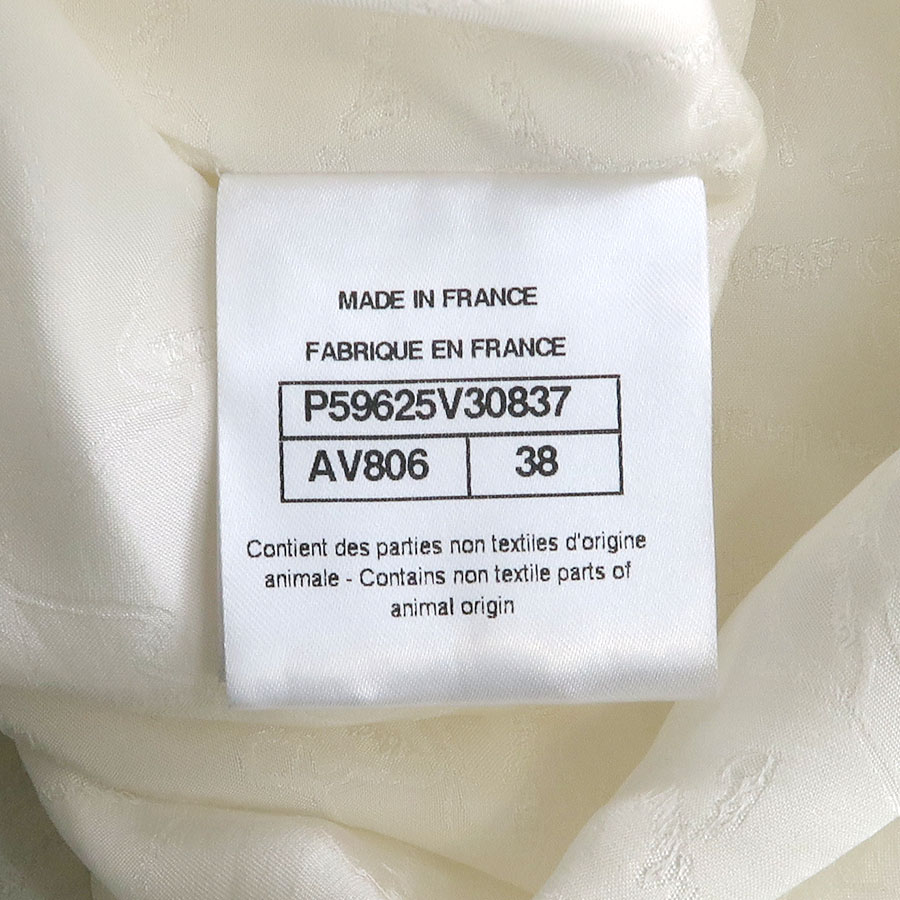 MADE IN FRANCE
FABRIQUE EN FRANCE
P59625V30837
AV806 38
Contient des parties non textiles d'origine
animale - Contains non textile parts of
animal origin